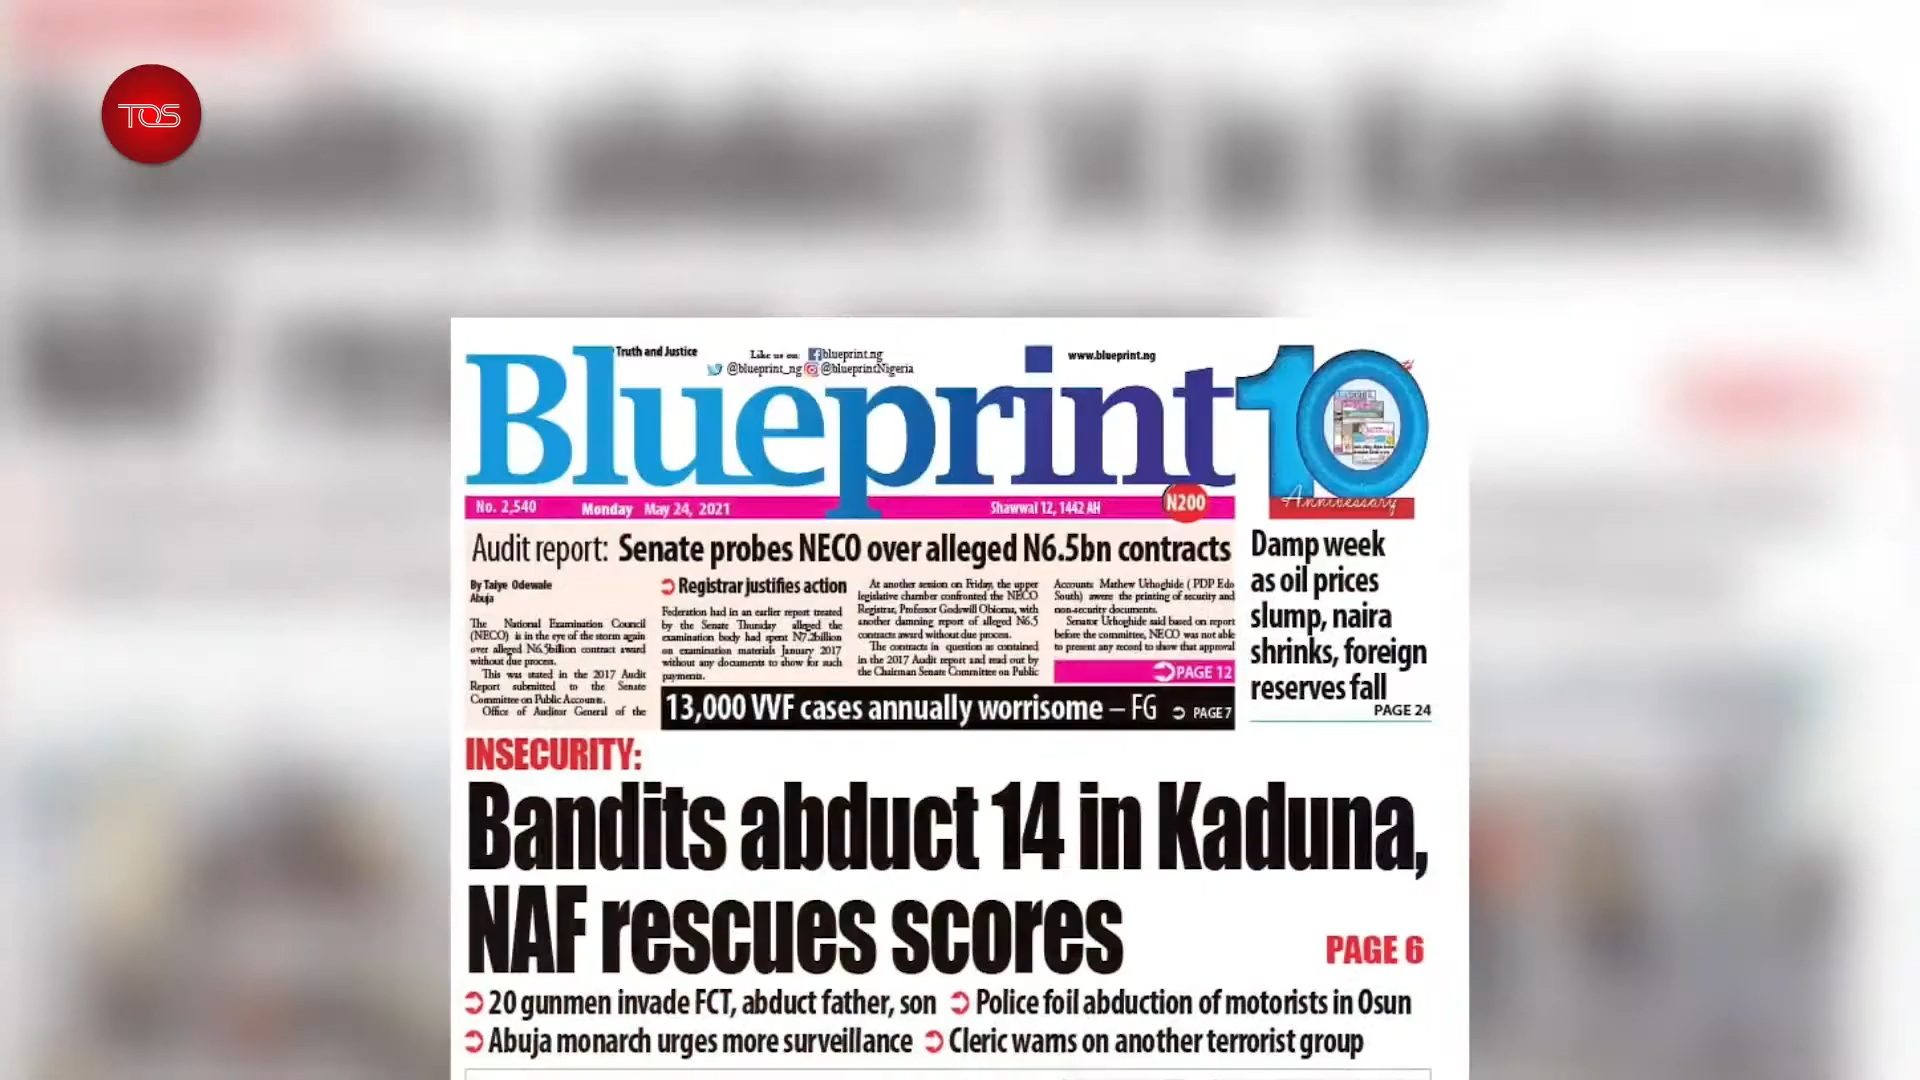 TOS
Truth and Justice
Like us on: blueprint.ng
@blueprint_ng @blueprintNigeria
www.blueprint.ng
Blueprint
10
Anniversary
No. 2,540 Monday May 24, 2021 Shawwal 12, 1442 AH N200
Audit report: Senate probes NECO over alleged N6.5bn contracts
By Taiye Odewale
Abuja
The National Examination Council
(NECO) is in the eye of the storm again
over alleged N6.5billion contract award
without due process.
This was stated in the 2017 Audit
Report submitted to the Senate
Committee on Public Accounts.
Office of Auditor General of the
Registrar justifies action
Federation had in an earlier report treated
by the Senate Thursday alleged the
examination body had spent N7.2billion
on examination materials January 2017
without any documents to show for such
payments.
At another session on Friday, the upper
legislative chamber confronted the NECO
Registrar, Professor Godswill Obioma, with
another damning report of alleged N6.5
contracts award without due process.
The contracts in question as contained
in the 2017 Audit report and read out by
the Chairman Senate Committee on Public
Accounts Mathew Urhoghide ( PDP Edo
South) awere the printing of security and
non-security documents.
Senator Urhoghide said based on report
before the committee, NECO was not able
to present any record to show that approval
PAGE 12
13,000 VVF cases annually worrisome – FG PAGE 7
Damp week
as oil prices
slump, naira
shrinks, foreign
reserves fall
PAGE 24
INSECURITY:
Bandits abduct 14 in Kaduna,
NAF rescues scores
PAGE 6
20 gunmen invade FCT, abduct father, son Police foil abduction of motorists in Osun
Abuja monarch urges more surveillance Cleric warns on another terrorist group